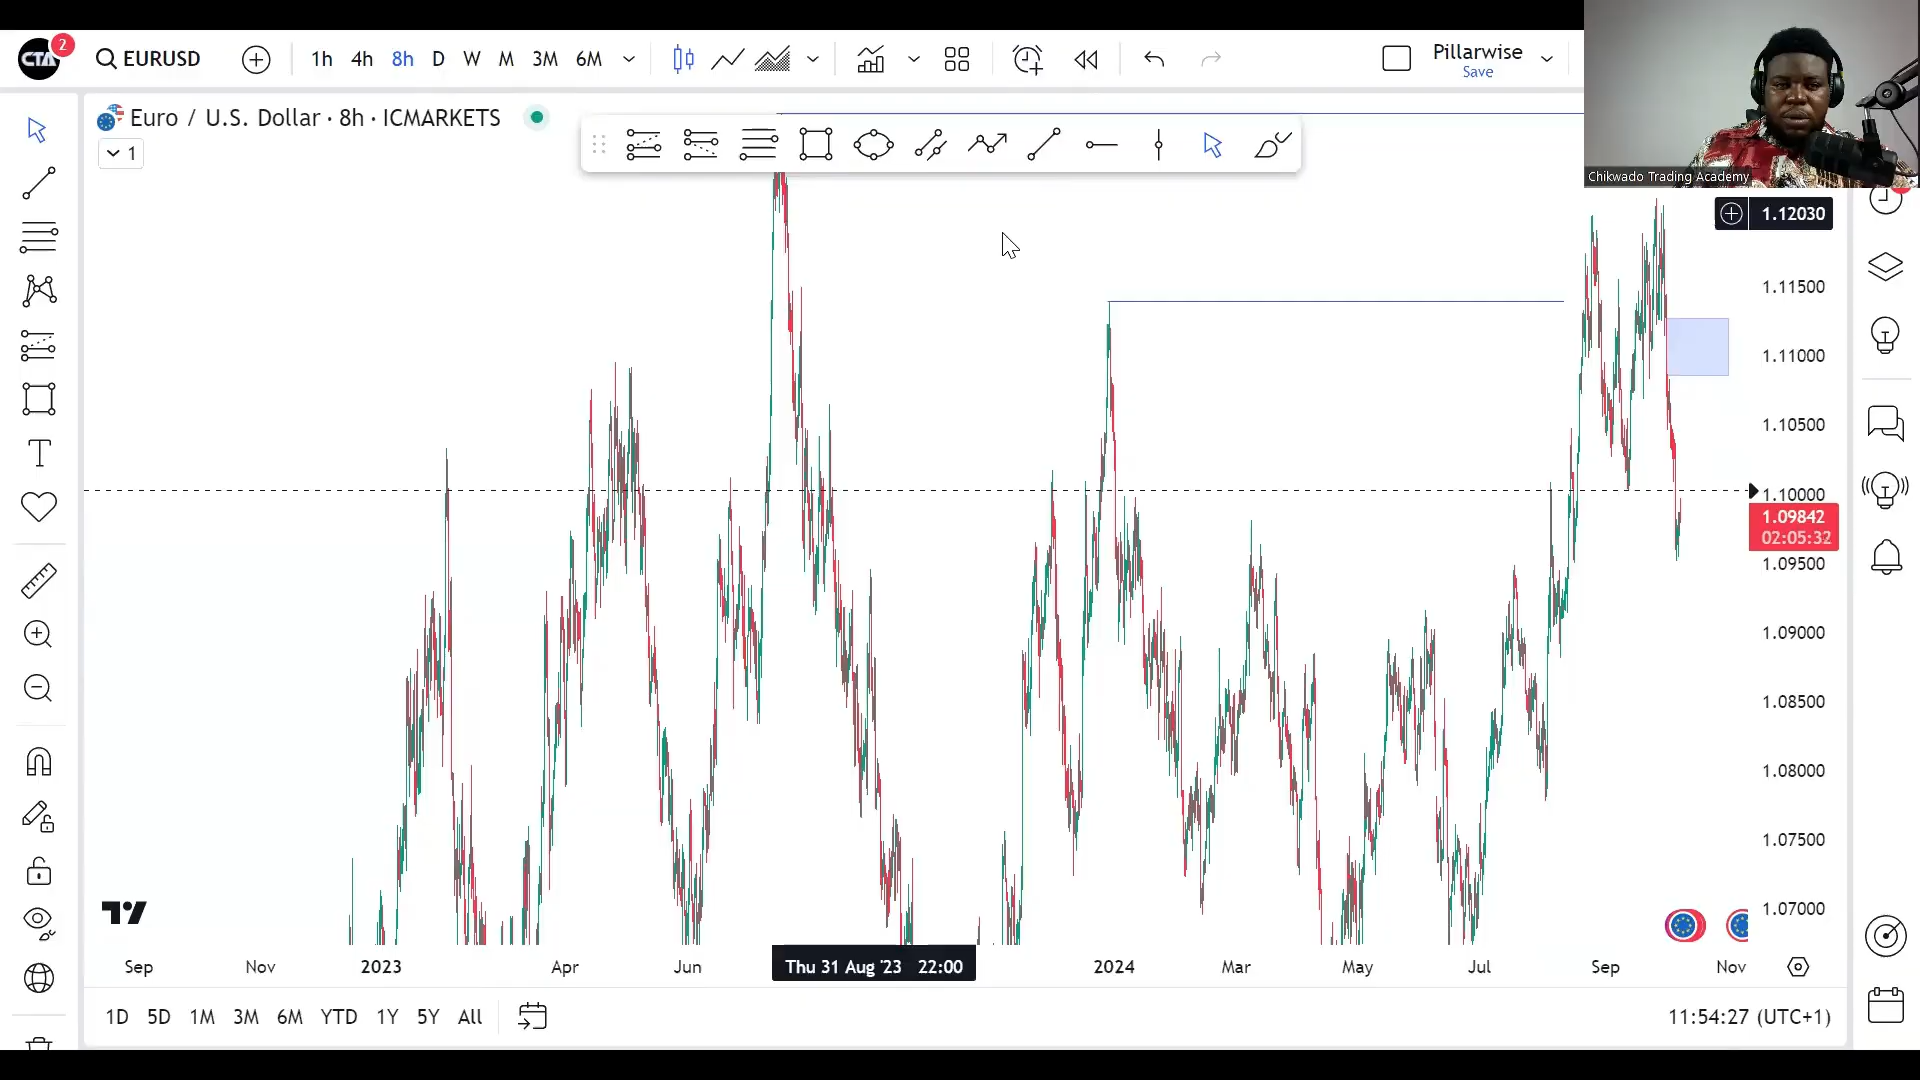 CTA 2
EURUSD
1h 4h 8h D W M 3M 6M
Pillarwise
Save
Euro / U.S. Dollar · 8h · ICMARKETS
1
Chikwado Trading Academy
1.12030
1.11500
1.11000
1.10500
1.10000
1.09842
02:05:32
1.09500
1.09000
1.08500
1.08000
1.07500
1.07000
Sep Nov 2023 Apr Jun Thu 31 Aug '23 22:00 2024 Mar May Jul Sep Nov
1D 5D 1M 3M 6M YTD 1Y 5Y All
11:54:27 (UTC+1)